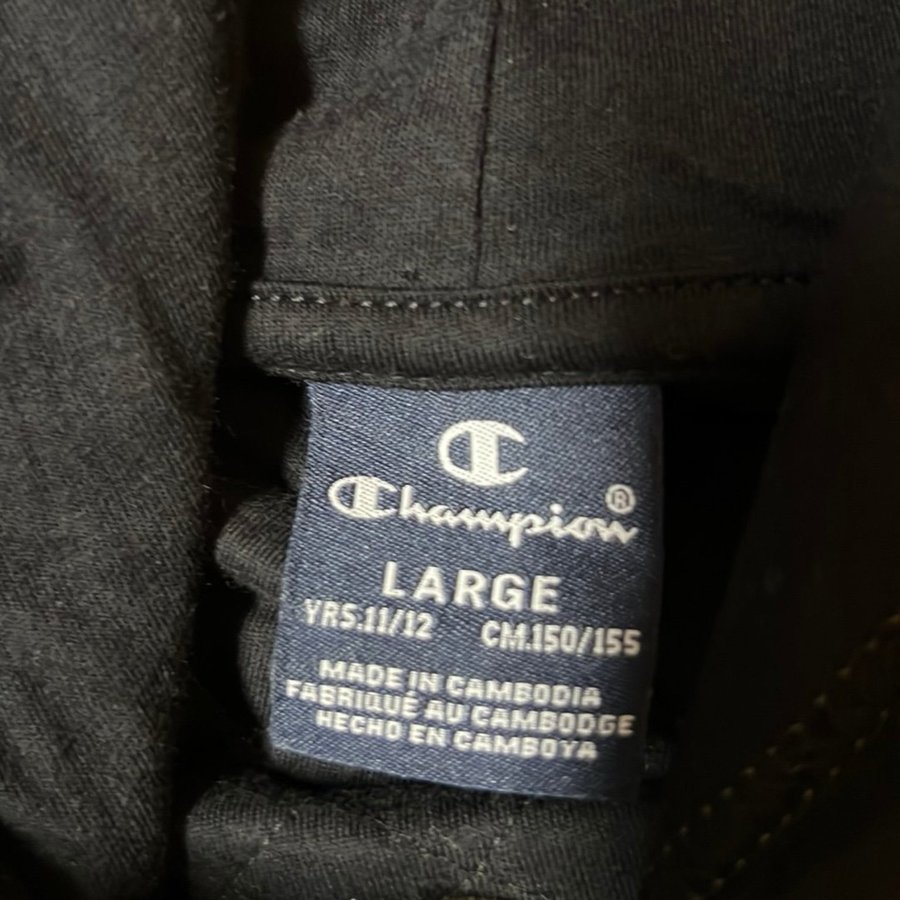 C
Champion®
LARGE
YRS.11/12 CM.150/155
MADE IN CAMBODIA
FABRIQUÉ AU CAMBODGE
HECHO EN CAMBOYA